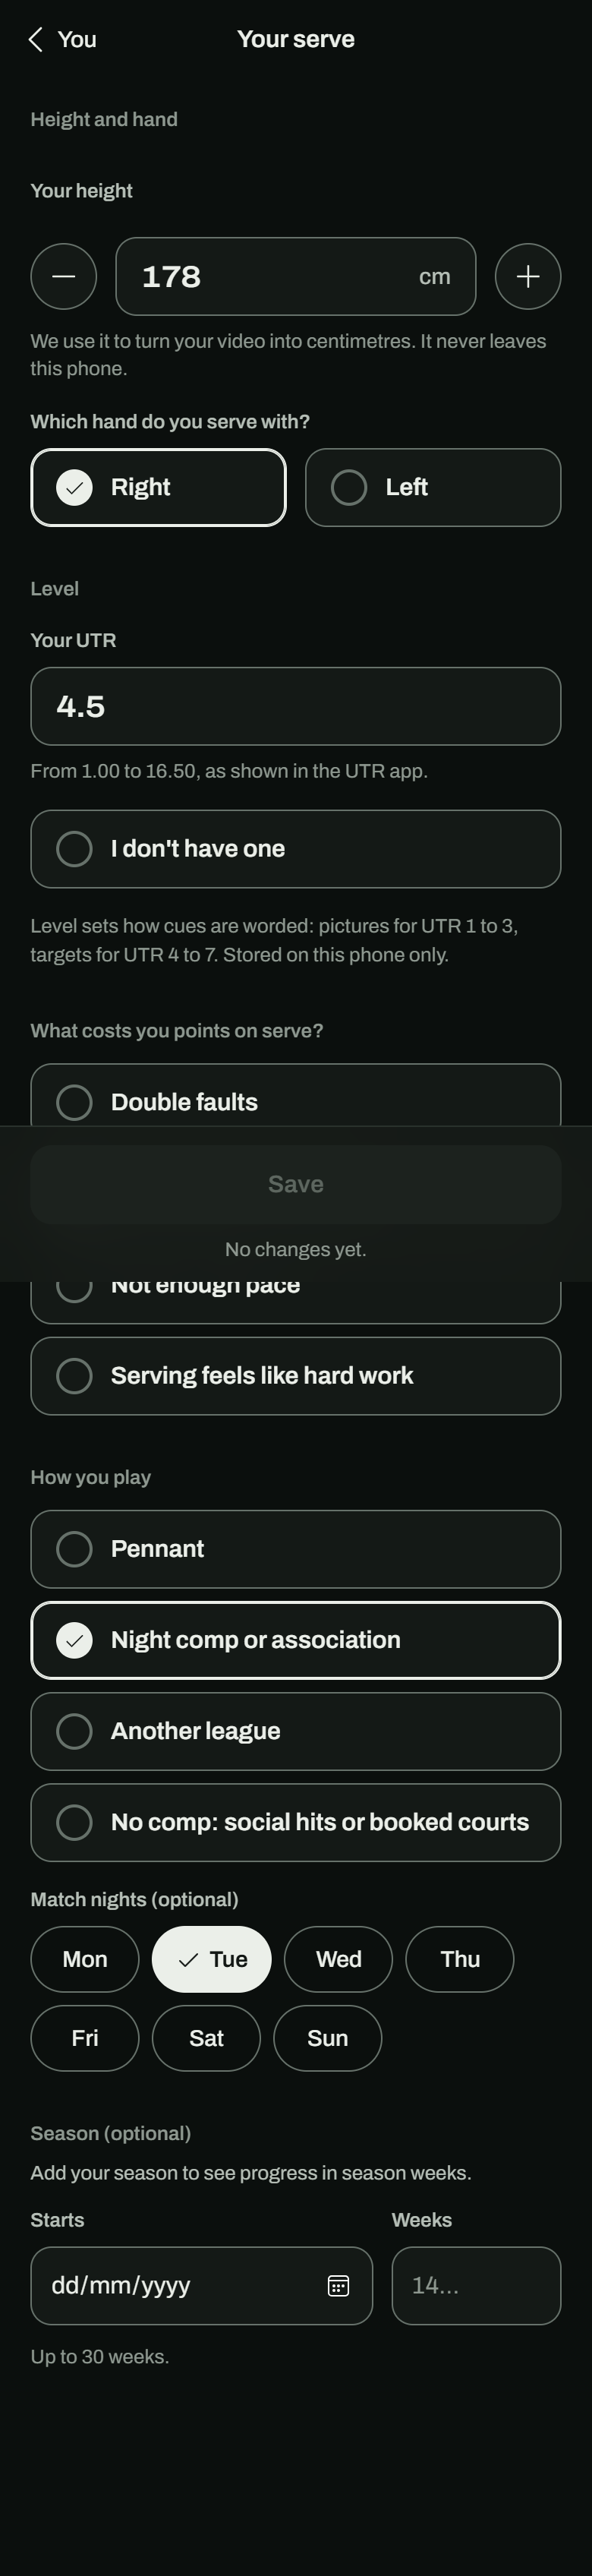 You
Your serve
Height and hand
Your height
178 cm
We use it to turn your video into centimetres. It never leaves
this phone.
Which hand do you serve with?
Right
Left
Level
Your UTR
4.5
From 1.00 to 16.50, as shown in the UTR app.
I don't have one
Level sets how cues are worded: pictures for UTR 1 to 3,
targets for UTR 4 to 7. Stored on this phone only.
What costs you points on serve?
Double faults
Save
No changes yet.
Not enough pace
Serving feels like hard work
How you play
Pennant
Night comp or association
Another league
No comp: social hits or booked courts
Match nights (optional)
Mon Tue Wed Thu
Fri Sat Sun
Season (optional)
Add your season to see progress in season weeks.
Starts Weeks
dd/mm/yyyy 14...
Up to 30 weeks.